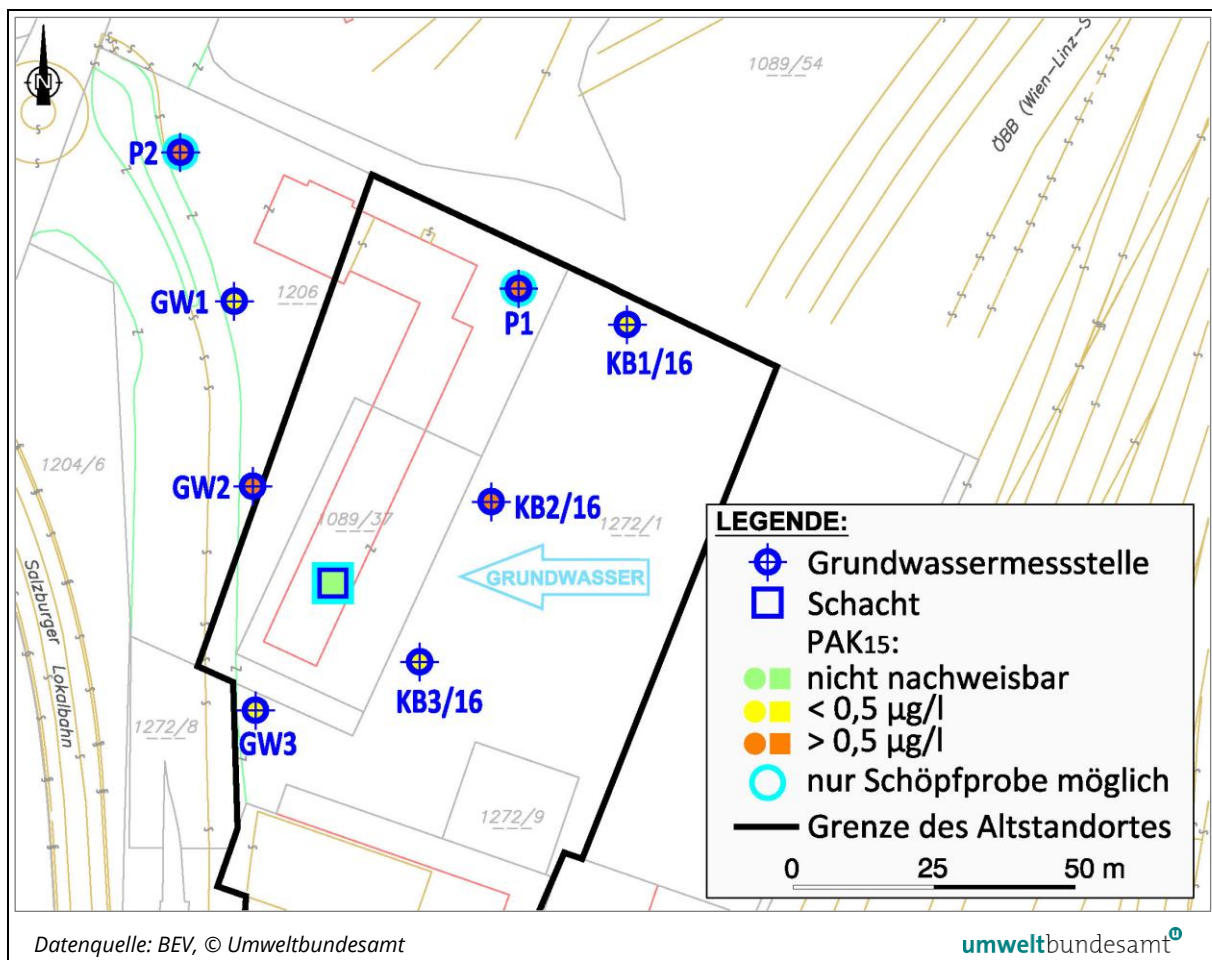 1089/54
ÖBB (Wien-Linz-S
N
P2
GW1
1206
P1
KB1/16
1204/6
GW2
KB2/16
1089/37
1272/1
GRUNDWASSER
Salzburger Lokalbahn
KB3/16
1272/8
GW3
1272/9
LEGENDE:
Grundwassermessstelle
Schacht
PAK15:
nicht nachweisbar
< 0,5 µg/l
> 0,5 µg/l
nur Schöpfprobe möglich
Grenze des Altstandortes
0 25 50 m
Datenquelle: BEV, © Umweltbundesamt
umweltbundesamt u